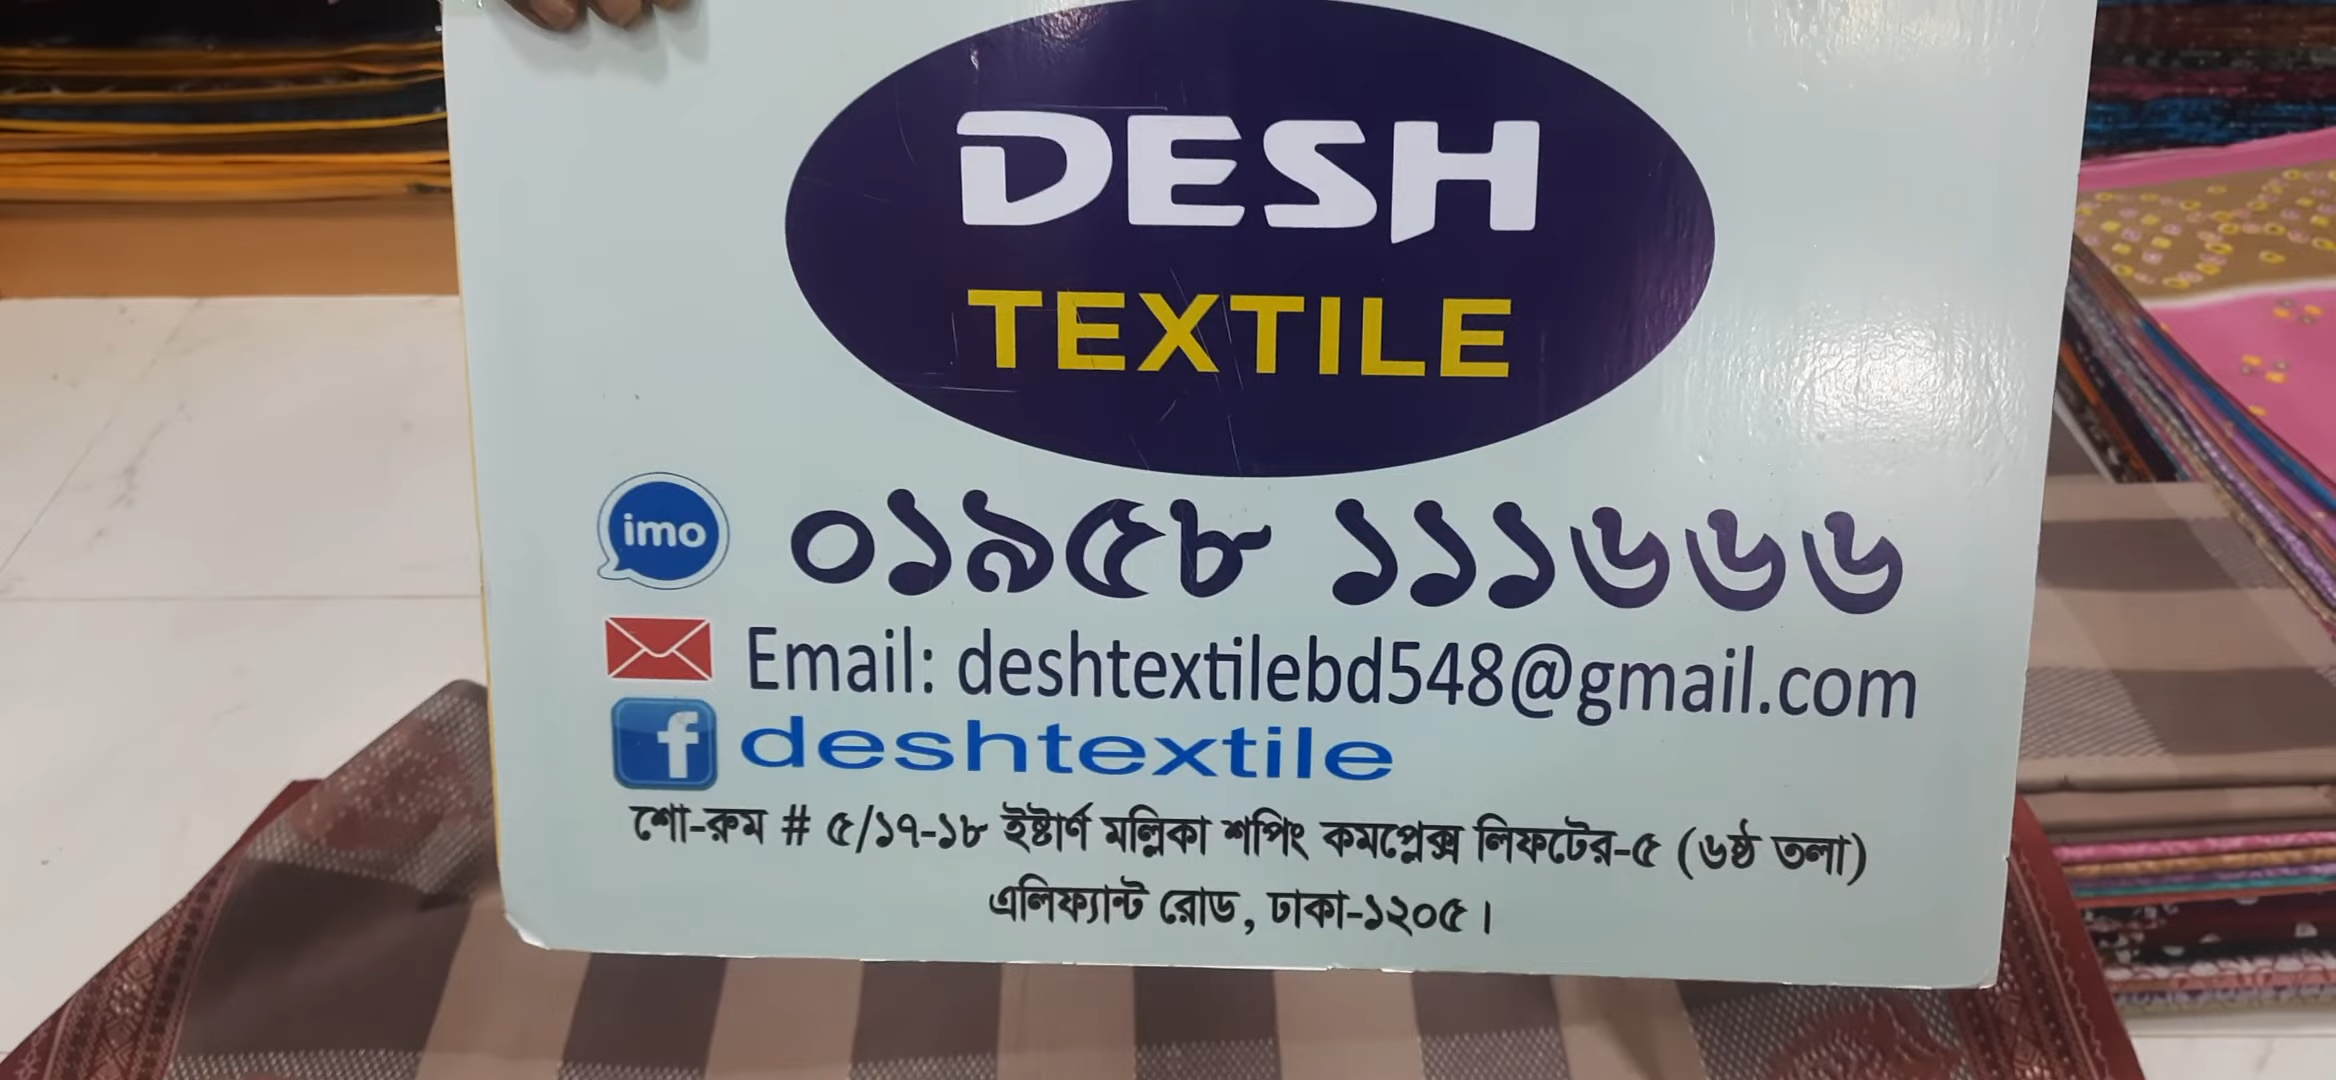 DESH
TEXTILE
imo ০১৯৫৮ ১১১৬৬৬
Email: deshtextilebd548@gmail.com
f deshtextile
শো-রুম # ৫/১৭-১৮ ইষ্টার্ণ মল্লিকা শপিং কমপ্লেক্স লিফটের-৫ (৬ষ্ঠ তলা)
এলিফ্যান্ট রোড, ঢাকা-১২০৫।